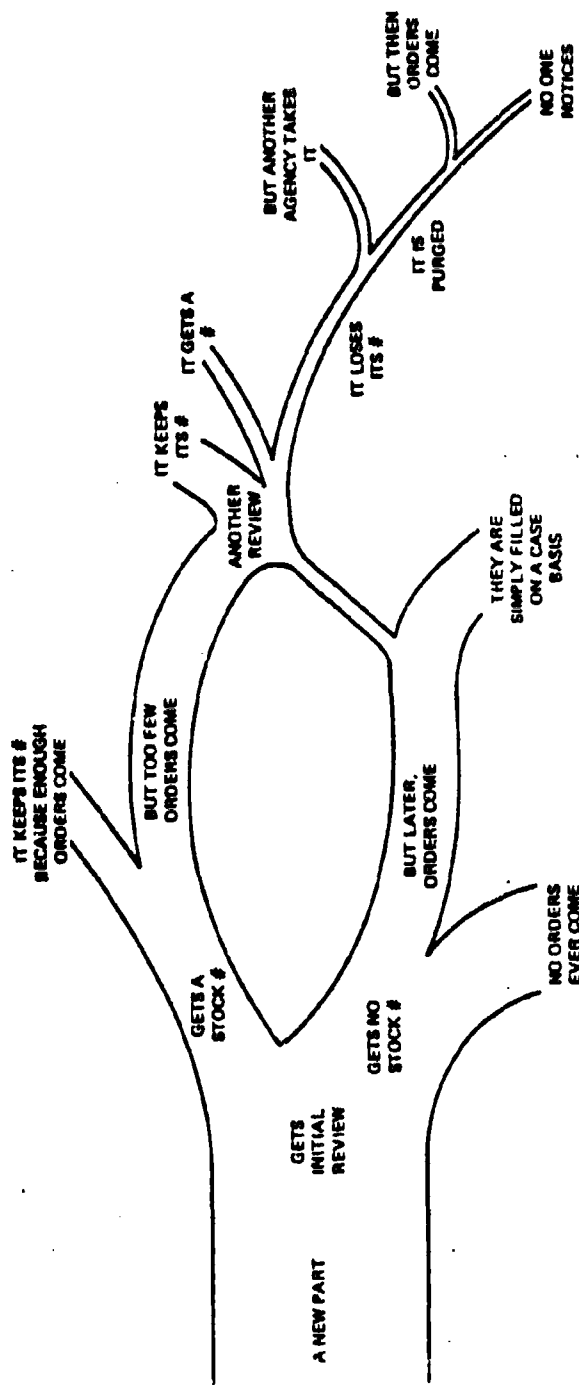 A NEW PART
GETS
INITIAL
REVIEW
GETS A
STOCK #
GETS NO
STOCK #
IT KEEPS ITS #
BECAUSE ENOUGH
ORDERS COME
BUT TOO FEW
ORDERS COME
NO ORDERS
EVER COME
BUT LATER,
ORDERS COME
THEY ARE
SIMPLY FILLED
ON A CASE
BASIS
ANOTHER
REVIEW
IT KEEPS
ITS #
IT GETS A
#
IT LOSES
ITS #
BUT ANOTHER
AGENCY TAKES
IT
IT IS
PURGED
BUT THEN
ORDERS
COME
NO ONE
NOTICES